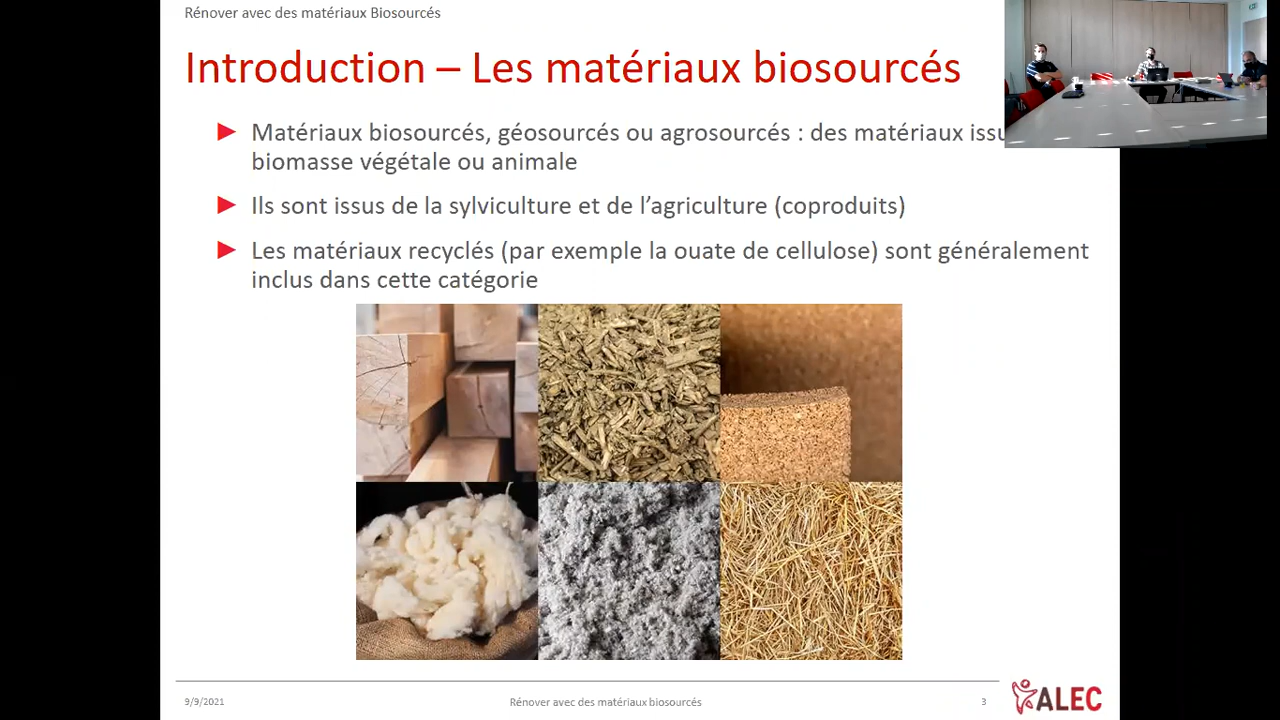 Rénover avec des matériaux Biosourcés
Introduction – Les matériaux biosourcés
Matériaux biosourcés, géosourcés ou agrosourcés : des matériaux
biomasse végétale ou animale
Ils sont issus de la sylviculture et de l’agriculture (coproduits)
Les matériaux recyclés (par exemple la ouate de cellulose) sont généralement
inclus dans cette catégorie
9/9/2021
Rénover avec des matériaux biosourcés
3
ALEC